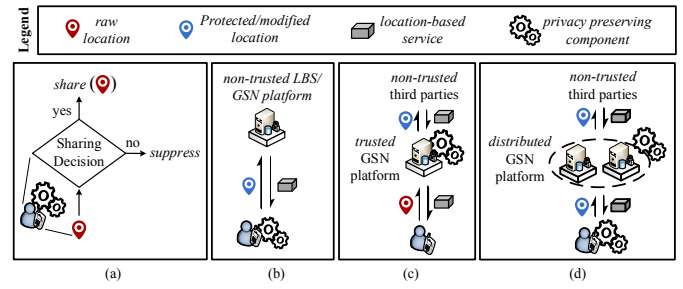 Legend
raw
location
Protected/modified
location
location-based
service
privacy preserving
component
share ( )
yes
Sharing
Decision
no
suppress
(a)
non-trusted LBS/
GSN platform
(b)
non-trusted
third parties
trusted
GSN
platform
(c)
non-trusted
third parties
distributed
GSN
platform
(d)